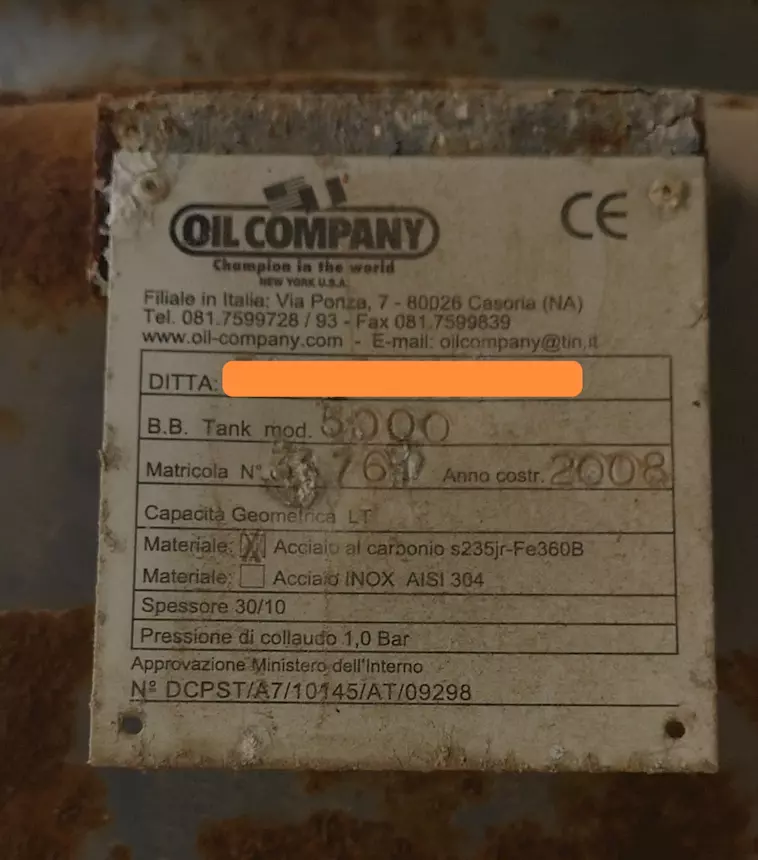 OIL COMPANY
Champion in the world
NEW YORK U.S.A.
CE
Filiale in Italia: Via Ponza, 7 - 80026 Casoria (NA)
Tel. 081.7599728 / 93 - Fax 081.7599839
www.oil-company.com - E-mail: oilcompany@tin.it
DITTA:
B.B. Tank mod. 5000
Matricola N° Anno costr. 2008
Capacità Geometrica LT
Materiale: X Acciaio al carbonio s235jr-Fe360B
Materiale: Acciaio INOX AISI 304
Spessore 30/10
Pressione di collaudo 1,0 Bar
Approvazione Ministero dell'Interno
N° DCPST/A7/10145/AT/09298